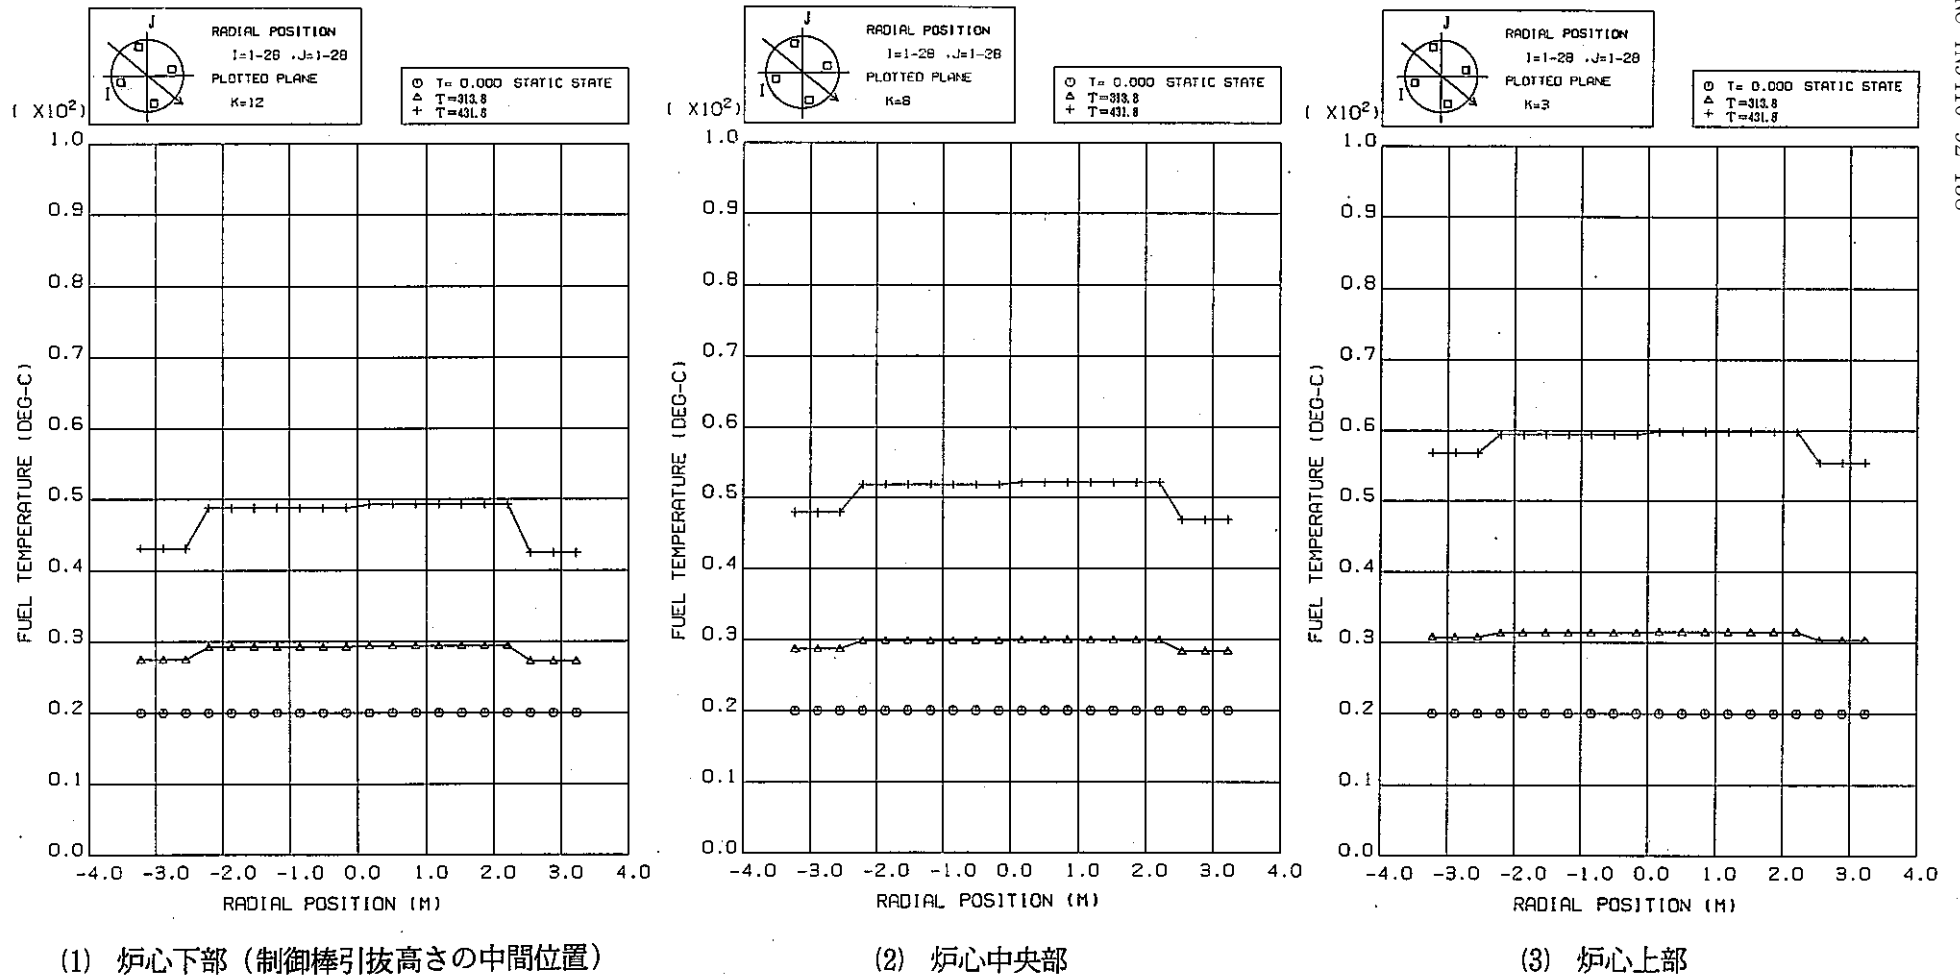 J
I
RADIAL POSITION
I=1-28 ,J=1-28
PLOTTED PLANE
K=12
T= 0.000 STATIC STATE
T=313.8
T=431.8
( X10²)
1.0
0.9
0.8
0.7
0.6
0.5
0.4
0.3
0.2
0.1
0.0
FUEL TEMPERATURE (DEG-C)
-4.0 -3.0 -2.0 -1.0 0.0 1.0 2.0 3.0 4.0
RADIAL POSITION (M)
(1) 炉心下部(制御棒引抜高さの中間位置)
J
I
RADIAL POSITION
I=1-28 ,J=1-28
PLOTTED PLANE
K=8
T= 0.000 STATIC STATE
T=313.8
T=431.8
( X10²)
1.0
0.9
0.8
0.7
0.6
0.5
0.4
0.3
0.2
0.1
0.0
FUEL TEMPERATURE (DEG-C)
-4.0 -3.0 -2.0 -1.0 0.0 1.0 2.0 3.0 4.0
RADIAL POSITION (M)
(2) 炉心中央部
J
I
RADIAL POSITION
I=1-28 ,J=1-28
PLOTTED PLANE
K=3
T= 0.000 STATIC STATE
T=313.8
T=431.8
( X10²)
1.0
0.9
0.8
0.7
0.6
0.5
0.4
0.3
0.2
0.1
0.0
FUEL TEMPERATURE (DEG-C)
-4.0 -3.0 -2.0 -1.0 0.0 1.0 2.0 3.0 4.0
RADIAL POSITION (M)
(3) 炉心上部